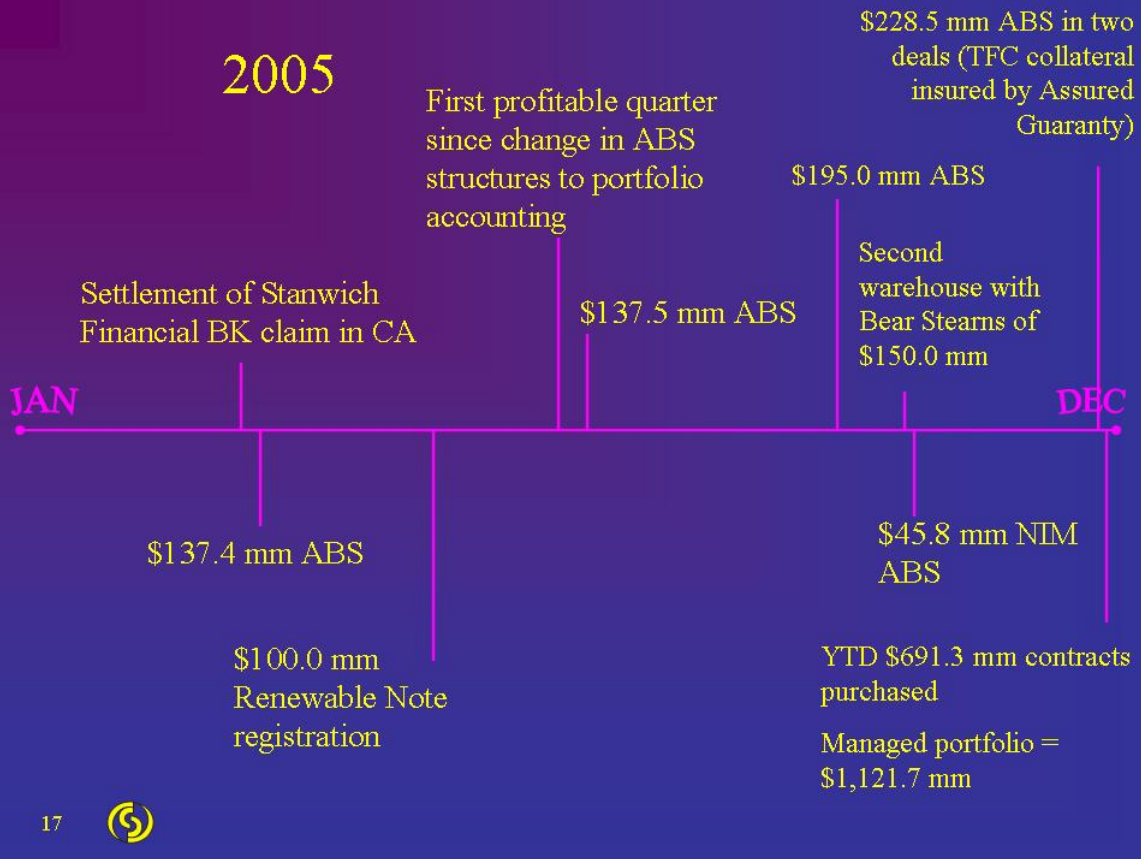 2005
$228.5 mm ABS in two
deals (TFC collateral
insured by Assured
Guaranty)
First profitable quarter
since change in ABS
structures to portfolio
accounting
$195.0 mm ABS
Second
warehouse with
Bear Stearns of
$150.0 mm
Settlement of Stanwich
Financial BK claim in CA
$137.5 mm ABS
JAN
DEC
$137.4 mm ABS
$45.8 mm NIM
ABS
$100.0 mm
Renewable Note
registration
YTD $691.3 mm contracts
purchased
Managed portfolio =
$1,121.7 mm
17